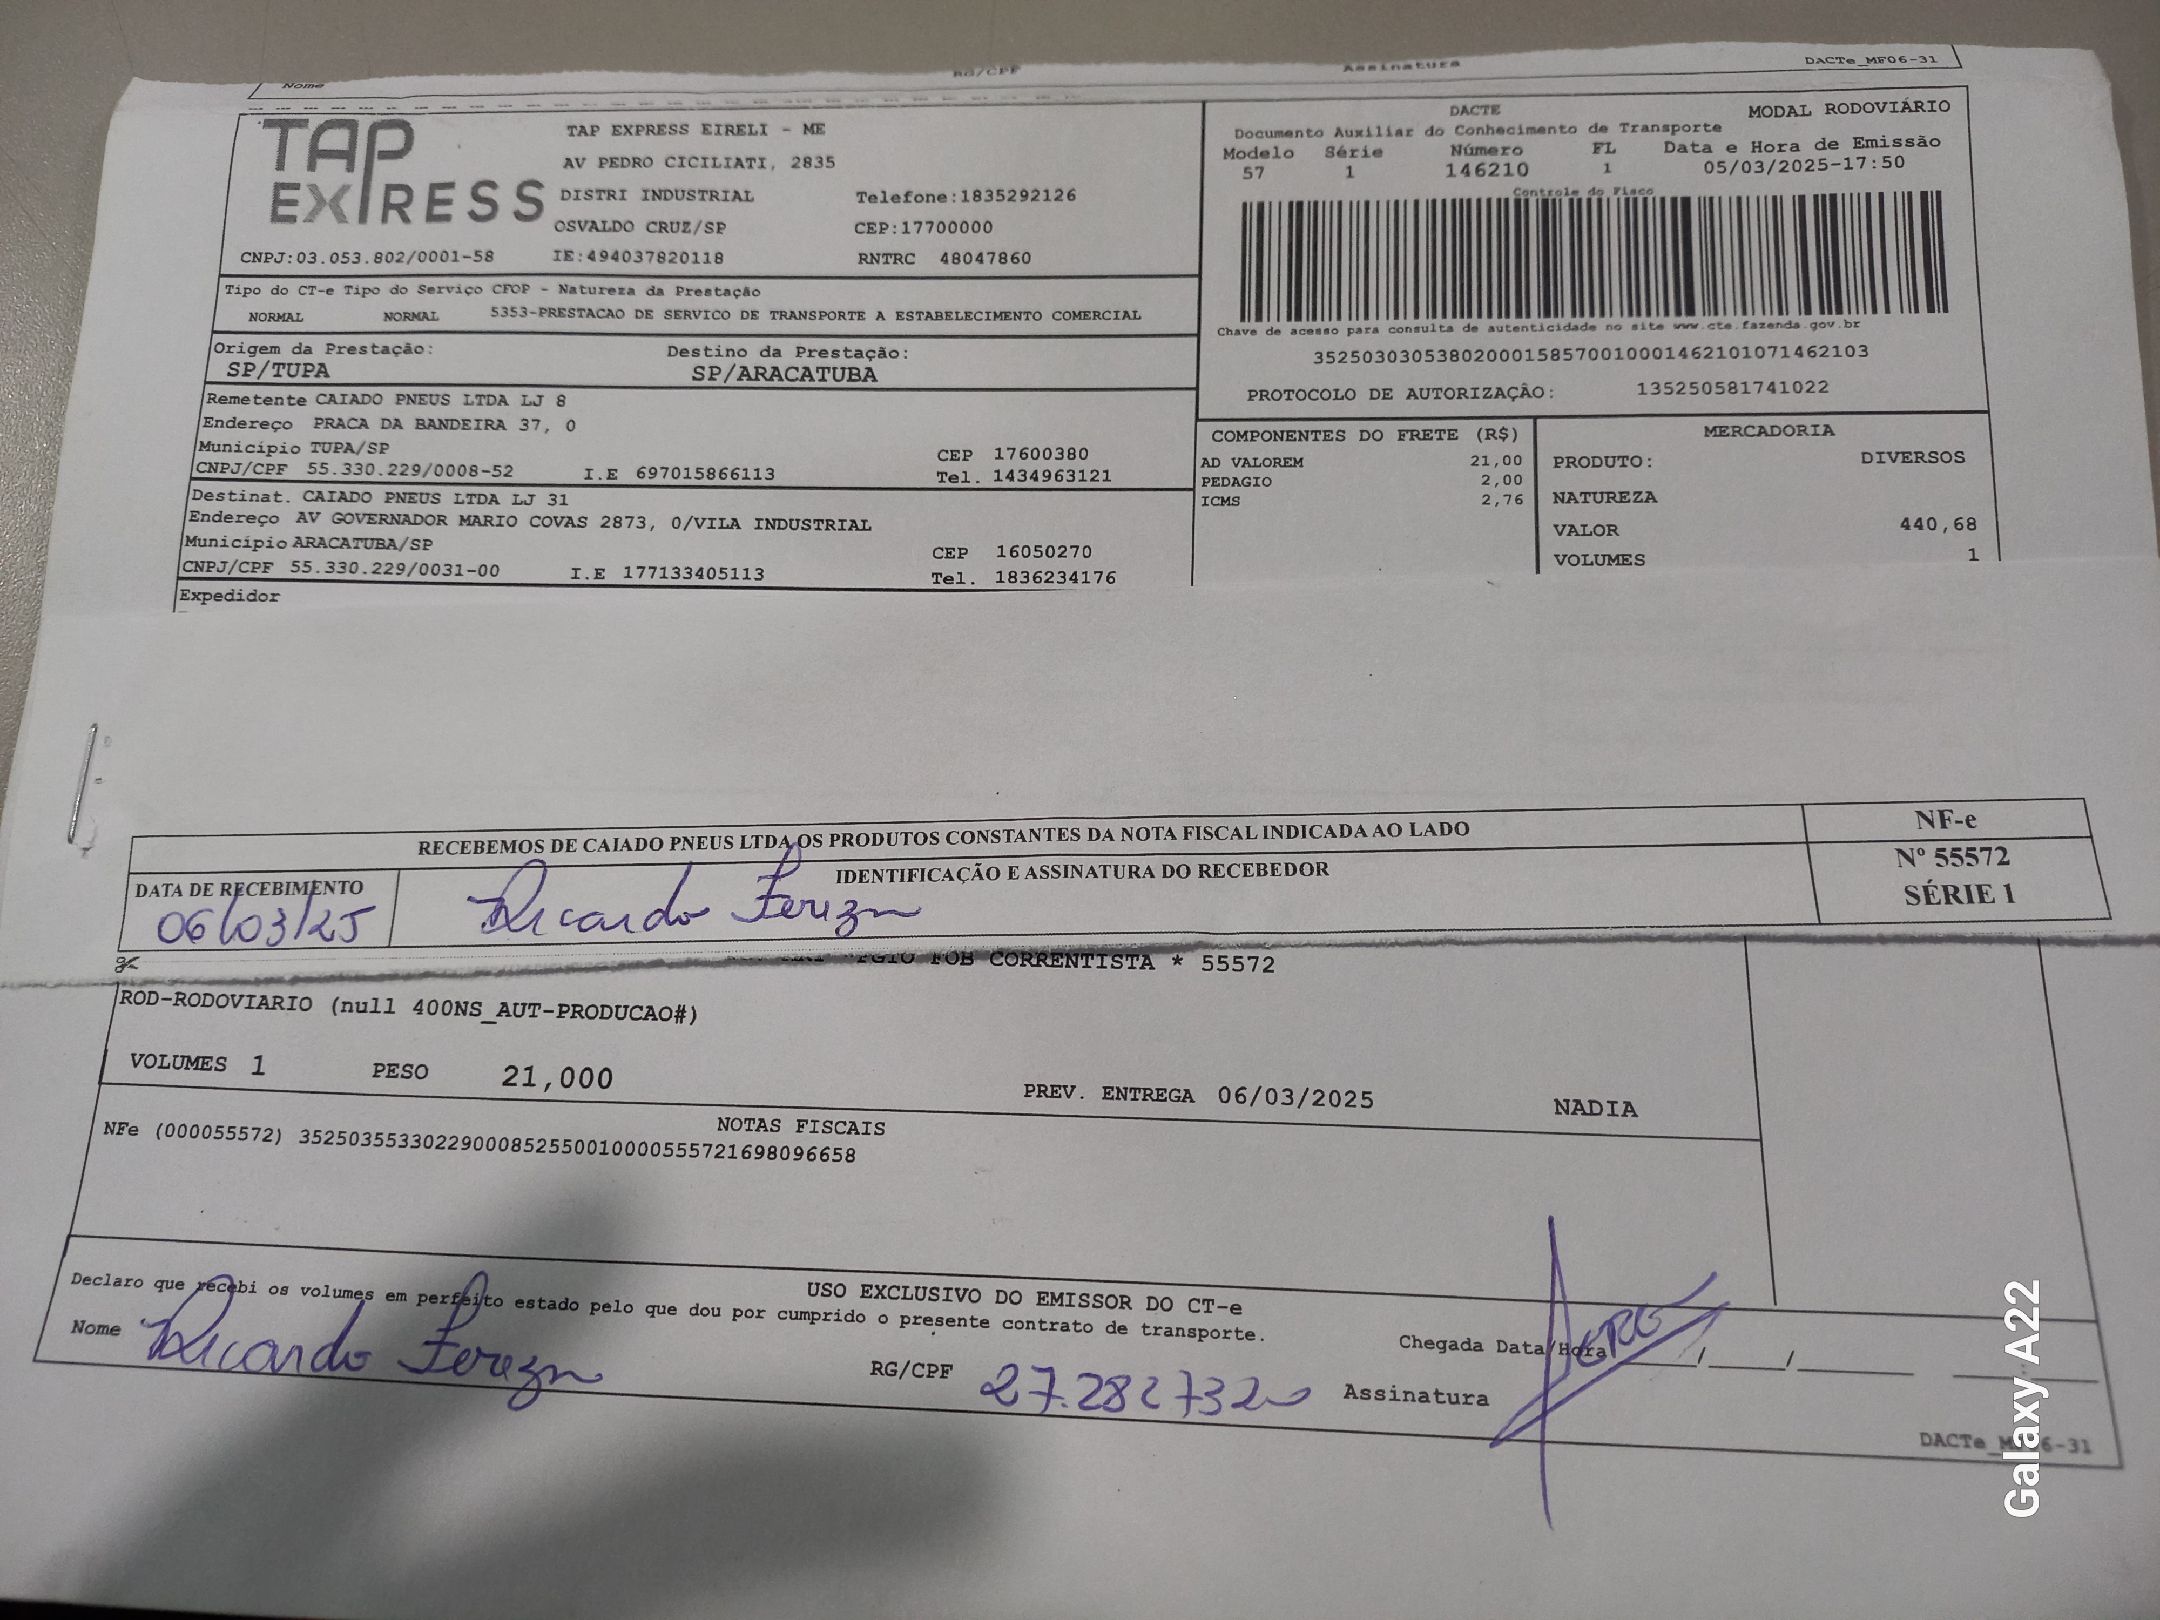 Nome RG/CPF Assinatura DACTe_MF06-31
TAP EXPRESS
TAP EXPRESS EIRELI - ME
AV PEDRO CICILIATI, 2835
DISTRI INDUSTRIAL Telefone:1835292126
OSVALDO CRUZ/SP CEP:17700000
CNPJ:03.053.802/0001-58 IE:494037820118 RNTRC 48047860
DACTE MODAL RODOVIÁRIO
Documento Auxiliar do Conhecimento de Transporte
Modelo Série Número FL Data e Hora de Emissão
57 1 146210 1 05/03/2025-17:50
Controle do Fisco
Chave de acesso para consulta de autenticidade no site www.cte.fazenda.gov.br
35250303053802000158570010001462101071462103
PROTOCOLO DE AUTORIZAÇÃO: 135250581741022
Tipo do CT-e Tipo do Serviço CFOP - Natureza da Prestação
NORMAL NORMAL 5353-PRESTACAO DE SERVICO DE TRANSPORTE A ESTABELECIMENTO COMERCIAL
Origem da Prestação: Destino da Prestação:
SP/TUPA SP/ARACATUBA
Remetente CAIADO PNEUS LTDA LJ 8
Endereço PRACA DA BANDEIRA 37, 0
Município TUPA/SP CEP 17600380
CNPJ/CPF 55.330.229/0008-52 I.E 697015866113 Tel. 1434963121
Destinat. CAIADO PNEUS LTDA LJ 31
Endereço AV GOVERNADOR MARIO COVAS 2873, 0/VILA INDUSTRIAL
Município ARACATUBA/SP CEP 16050270
CNPJ/CPF 55.330.229/0031-00 I.E 177133405113 Tel. 1836234176
Expedidor
COMPONENTES DO FRETE (R$)
AD VALOREM 21,00
PEDAGIO 2,00
ICMS 2,76
MERCADORIA
PRODUTO: DIVERSOS
NATUREZA
VALOR 440,68
VOLUMES 1
RECEBEMOS DE CAIADO PNEUS LTDA OS PRODUTOS CONSTANTES DA NOTA FISCAL INDICADA AO LADO
NF-e
Nº 55572
SÉRIE 1
DATA DE RECEBIMENTO IDENTIFICAÇÃO E ASSINATURA DO RECEBEDOR
06/03/25 Ricardo
FOB CORRENTISTA * 55572
ROD-RODOVIARIO (null 400NS_AUT-PRODUCAO#)
VOLUMES 1 PESO 21,000 PREV. ENTREGA 06/03/2025 NADIA
NOTAS FISCAIS
NFe (000055572) 35250355330229000852550010000555721698096658
USO EXCLUSIVO DO EMISSOR DO CT-e
Declaro que recebi os volumes em perfeito estado pelo que dou por cumprido o presente contrato de transporte.
Chegada Data/Hora
Nome Ricardo RG/CPF Assinatura
DACTe_MF06-31
Galaxy A22